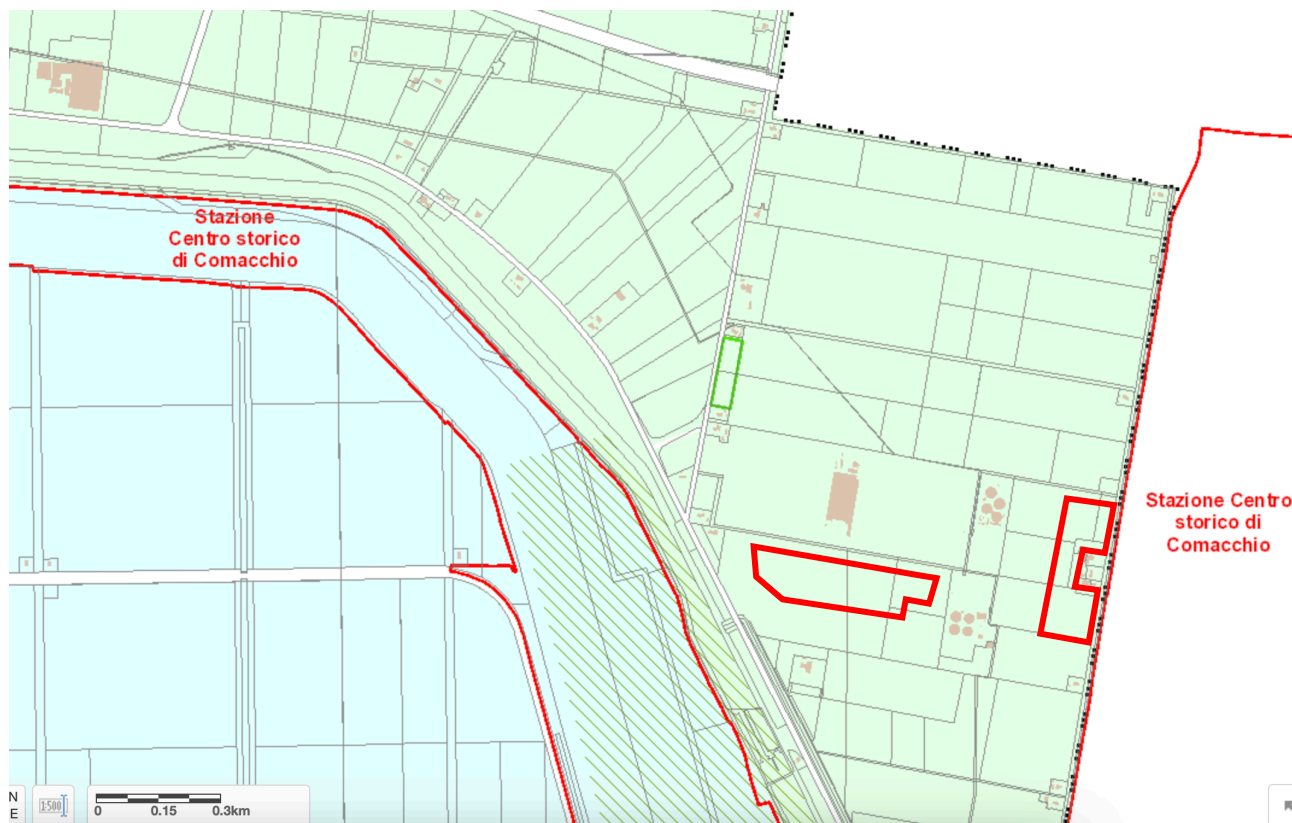 Stazione
Centro storico
di Comacchio
Stazione Centro
storico di
Comacchio
N
E
1:500
0 0.15 0.3km